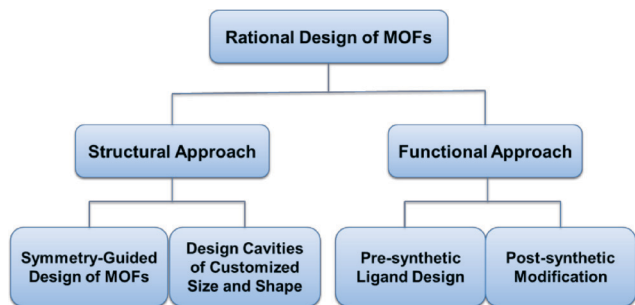 Rational Design of MOFs
Structural Approach
Functional Approach
Symmetry-Guided
Design of MOFs
Design Cavities
of Customized
Size and Shape
Pre-synthetic
Ligand Design
Post-synthetic
Modification